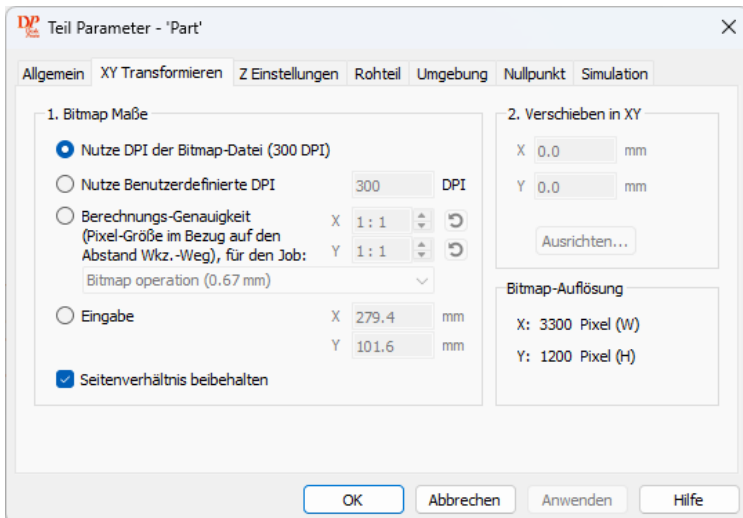 Teil Parameter - 'Part'
Allgemein XY Transformieren Z Einstellungen Rohteil Umgebung Nullpunkt Simulation
1. Bitmap Maße
Nutze DPI der Bitmap-Datei (300 DPI)
Nutze Benutzerdefinierte DPI 300 DPI
Berechnungs-Genauigkeit X 1 : 1
(Pixel-Größe im Bezug auf den
Abstand Wkz.-Weg), für den Job: Y 1 : 1
Bitmap operation (0.67 mm)
Eingabe X 279.4 mm
Y 101.6 mm
Seitenverhältnis beibehalten
2. Verschieben in XY
X 0.0 mm
Y 0.0 mm
Ausrichten...
Bitmap-Auflösung
X: 3300 Pixel (W)
Y: 1200 Pixel (H)
OK Abbrechen Anwenden Hilfe